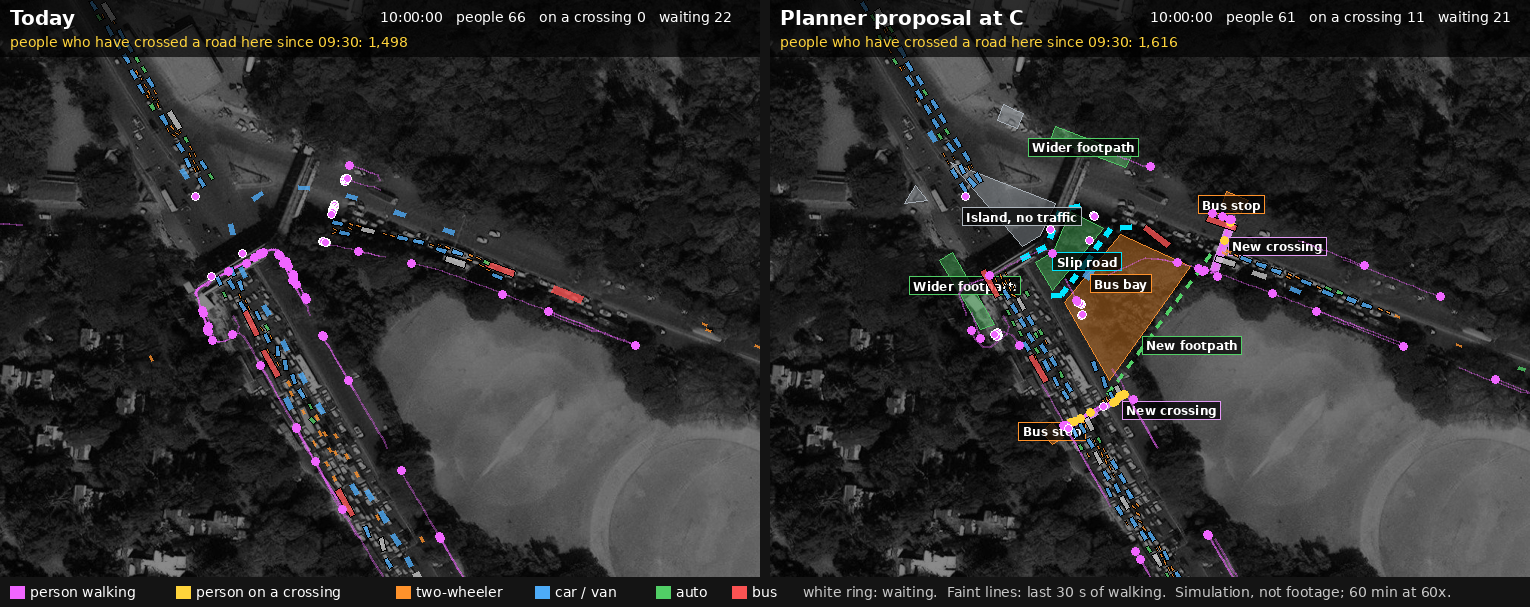 Today
10:00:00 people 66 on a crossing 0 waiting 22
people who have crossed a road here since 09:30: 1,498
Planner proposal at C
10:00:00 people 61 on a crossing 11 waiting 21
people who have crossed a road here since 09:30: 1,616
Wider footpath
Bus stop
Island, no traffic
New crossing
Slip road
Wider footpath
Bus bay
New footpath
New crossing
Bus stop
person walking
person on a crossing
two-wheeler
car / van
auto
bus
white ring: waiting. Faint lines: last 30 s of walking. Simulation, not footage; 60 min at 60x.